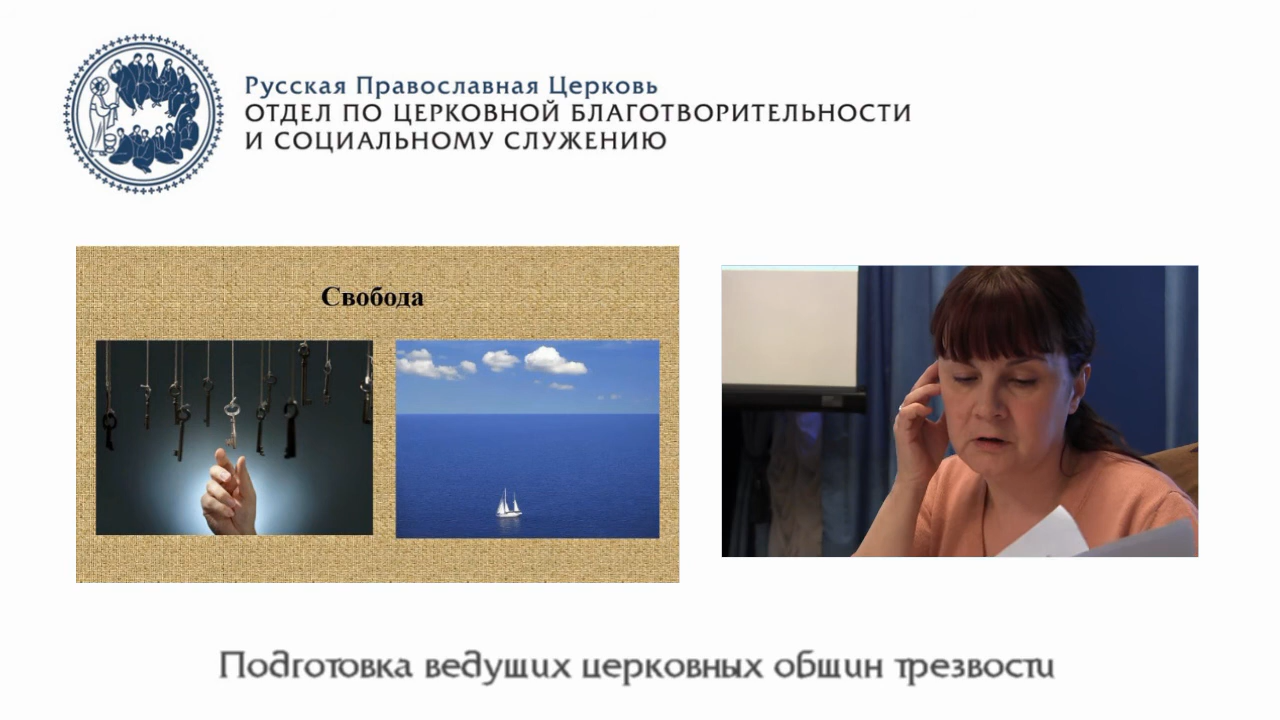 Русская Православная Церковь
ОТДЕЛ ПО ЦЕРКОВНОЙ БЛАГОТВОРИТЕЛЬНОСТИ
И СОЦИАЛЬНОМУ СЛУЖЕНИЮ
Свобода
Подготовка ведущих церковных общин трезвости